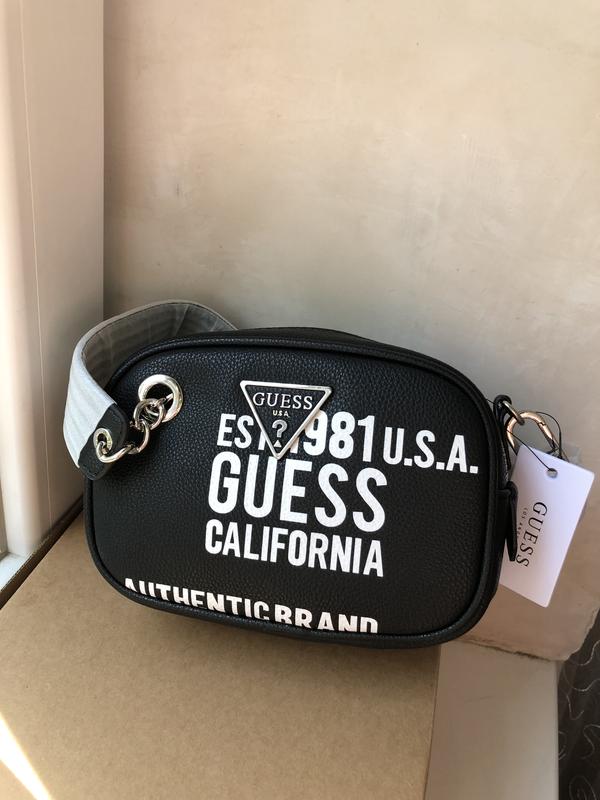 GUESS
U.S.A.
?
EST. 1981 U.S.A.
GUESS
CALIFORNIA
AUTHENTIC BRAND
GUESS